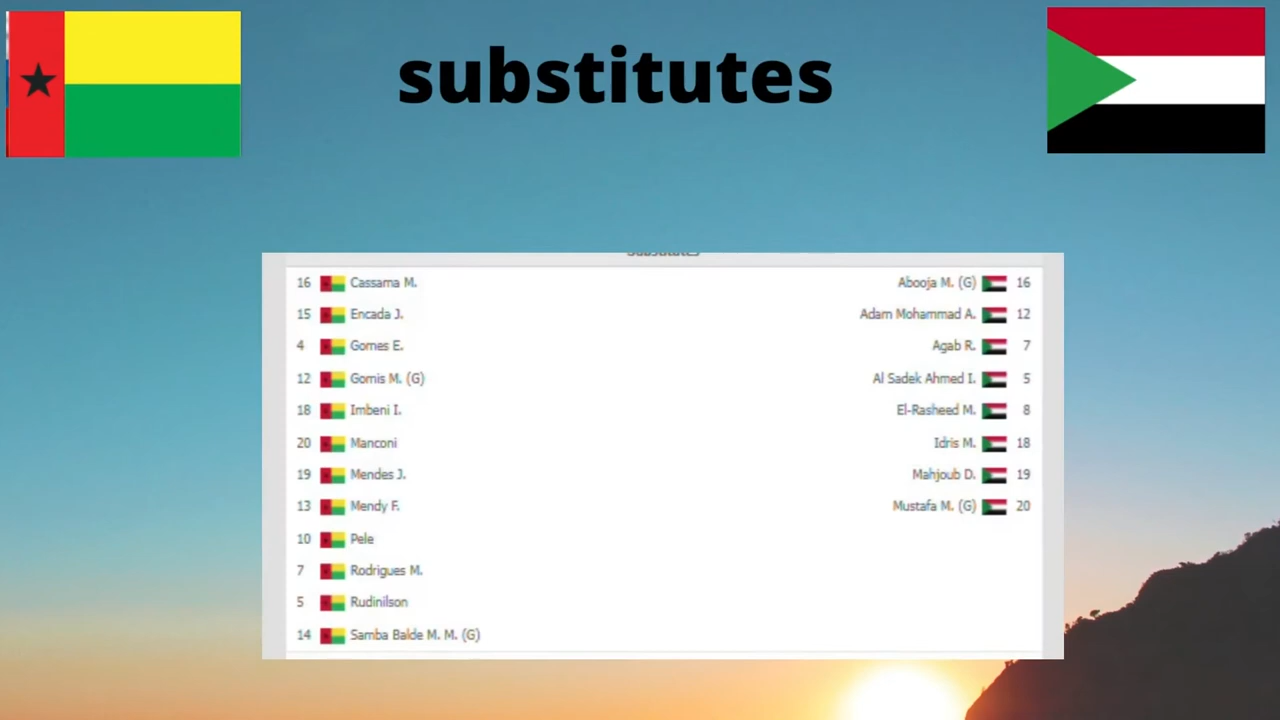 substitutes
Substitutes
16 Cassama M. Abooja M. (G) 16
15 Encada J. Adam Mohammad A. 12
4 Gomes E. Agab R. 7
12 Gomis M. (G) Al Sadek Ahmed I. 5
18 Imbeni I. El-Rasheed M. 8
20 Manconi Idris M. 18
19 Mendes J. Mahjoub D. 19
13 Mendy F. Mustafa M. (G) 20
10 Pele
7 Rodrigues M.
5 Rudinilson
14 Samba Balde M. M. (G)